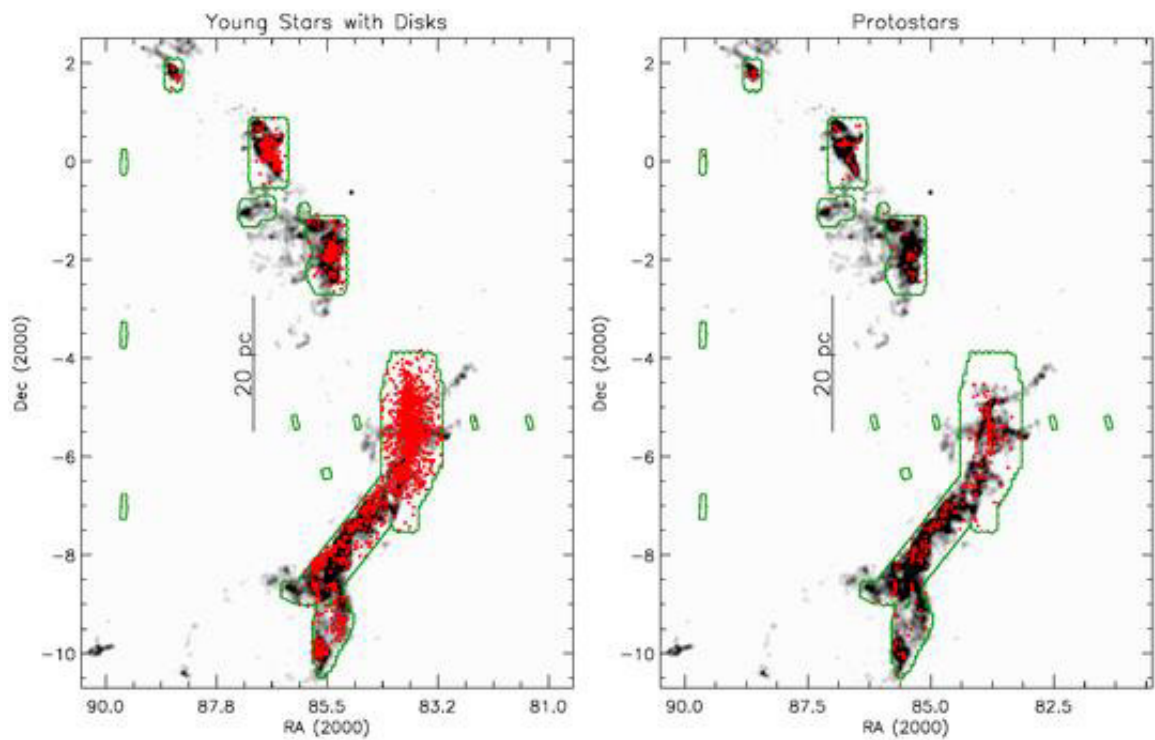 Young Stars with Disks
Protostars
2
0
-2
-4
-6
-8
-10
Dec (2000)
20 pc
90.0 87.8 85.5 83.2 81.0
RA (2000)
2
0
-2
-4
-6
-8
-10
Dec (2000)
20 pc
90.0 87.5 85.0 82.5
RA (2000)